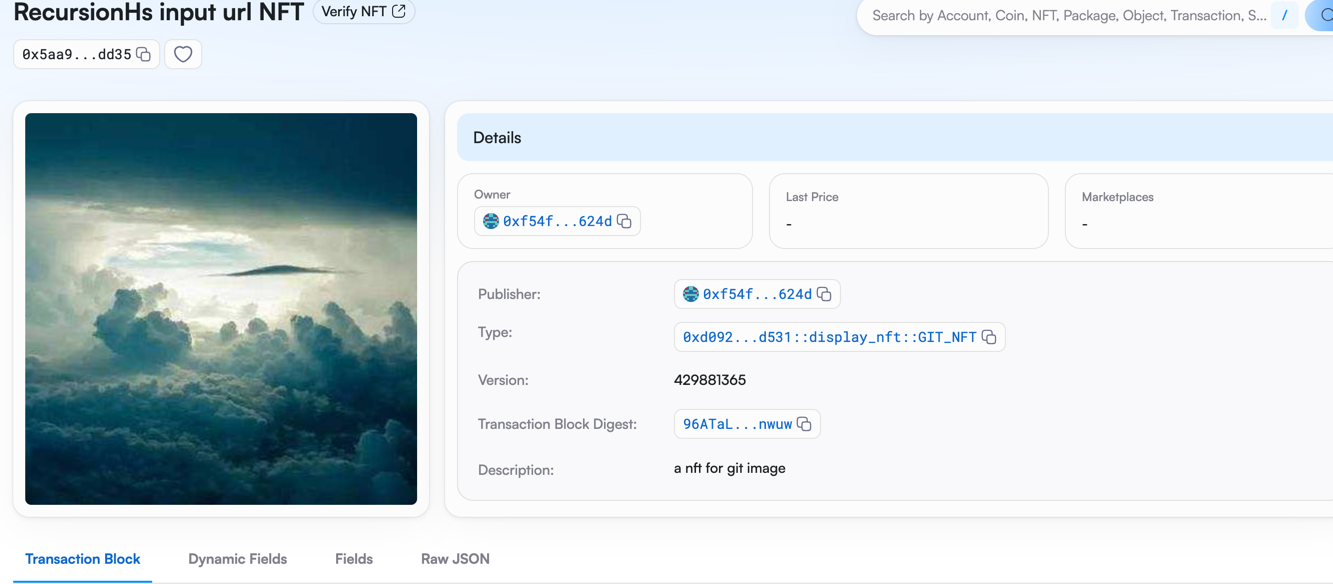 RecursionHs input url NFT
Verify NFT
Search by Account, Coin, NFT, Package, Object, Transaction, S...
/
0x5aa9...dd35
Details
Owner
0xf54f...624d
Last Price
-
Marketplaces
-
Publisher:
0xf54f...624d
Type:
0xd092...d531::display_nft::GIT_NFT
Version:
429881365
Transaction Block Digest:
96ATaL...nwuw
Description:
a nft for git image
Transaction Block
Dynamic Fields
Fields
Raw JSON